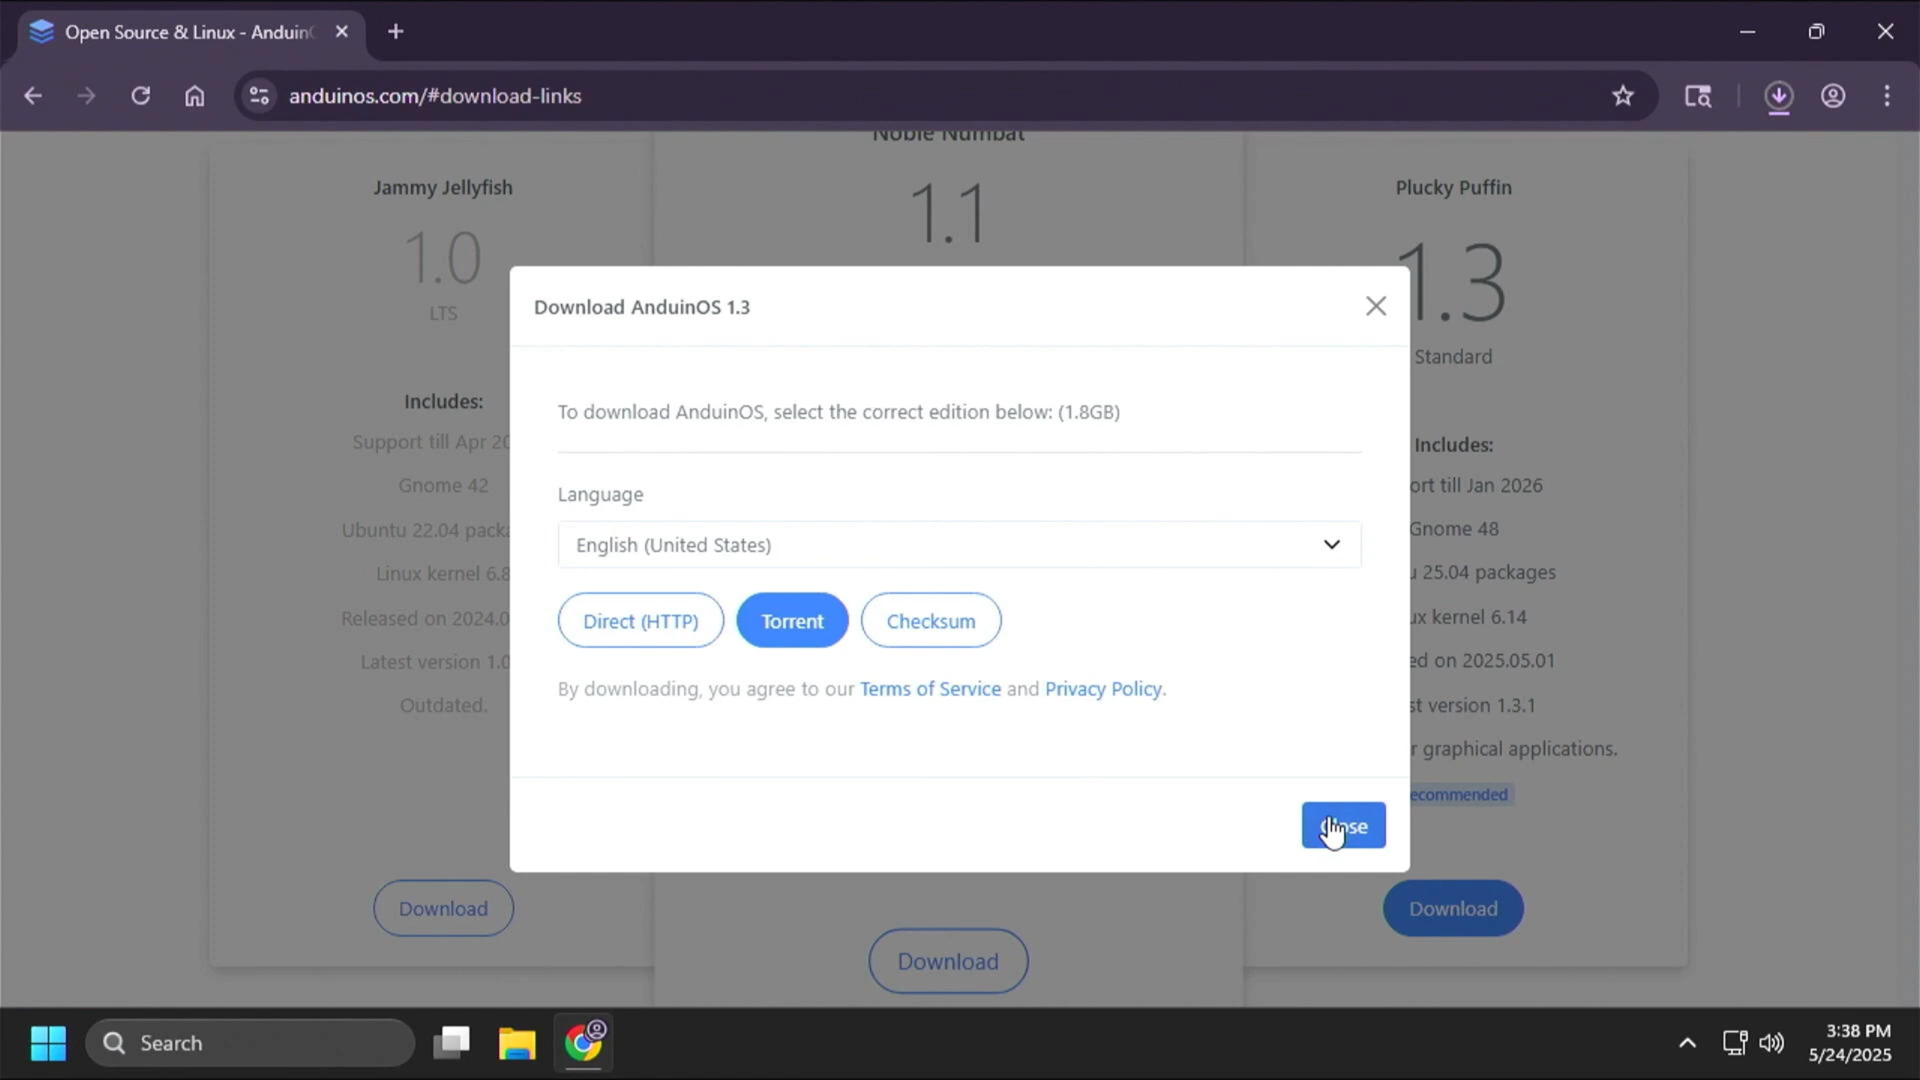 Open Source & Linux - Anduin
anduinos.com/#download-links
Noble Numbat
Jammy Jellyfish
1.1
Plucky Puffin
1.0
1.3
LTS
Standard
Download AnduinOS 1.3
Includes:
Support till Apr 20
Gnome 42
Ubuntu 22.04 packa
Linux kernel 6.8
Released on 2024.0
Latest version 1.0
Outdated.
To download AnduinOS, select the correct edition below: (1.8GB)
Language
English (United States)
Direct (HTTP)
Torrent
Checksum
By downloading, you agree to our Terms of Service and Privacy Policy.
Includes:
ort till Jan 2026
Gnome 48
25.04 packages
ux kernel 6.14
ed on 2025.05.01
st version 1.3.1
r graphical applications.
ecommended
Close
Download
Download
Download
Search
3:38 PM
5/24/2025